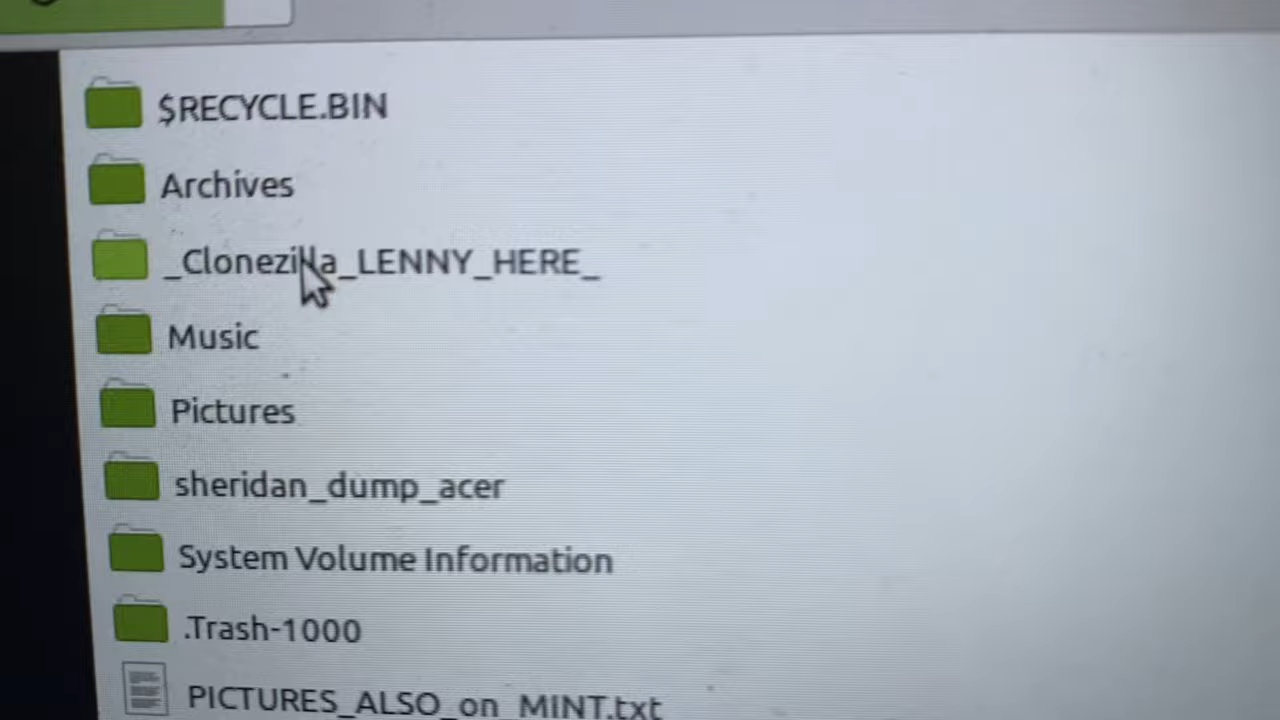 $RECYCLE.BIN
Archives
_Clonezilla_LENNY_HERE_
Music
Pictures
sheridan_dump_acer
System Volume Information
.Trash-1000
PICTURES_ALSO_on_MINT.txt